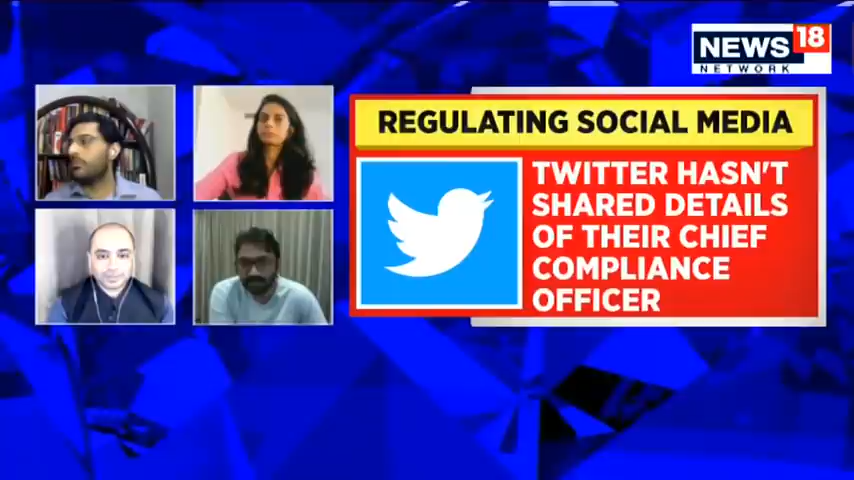 NEWS 18
NETWORK
REGULATING SOCIAL MEDIA
TWITTER HASN'T
SHARED DETAILS
OF THEIR CHIEF
COMPLIANCE
OFFICER